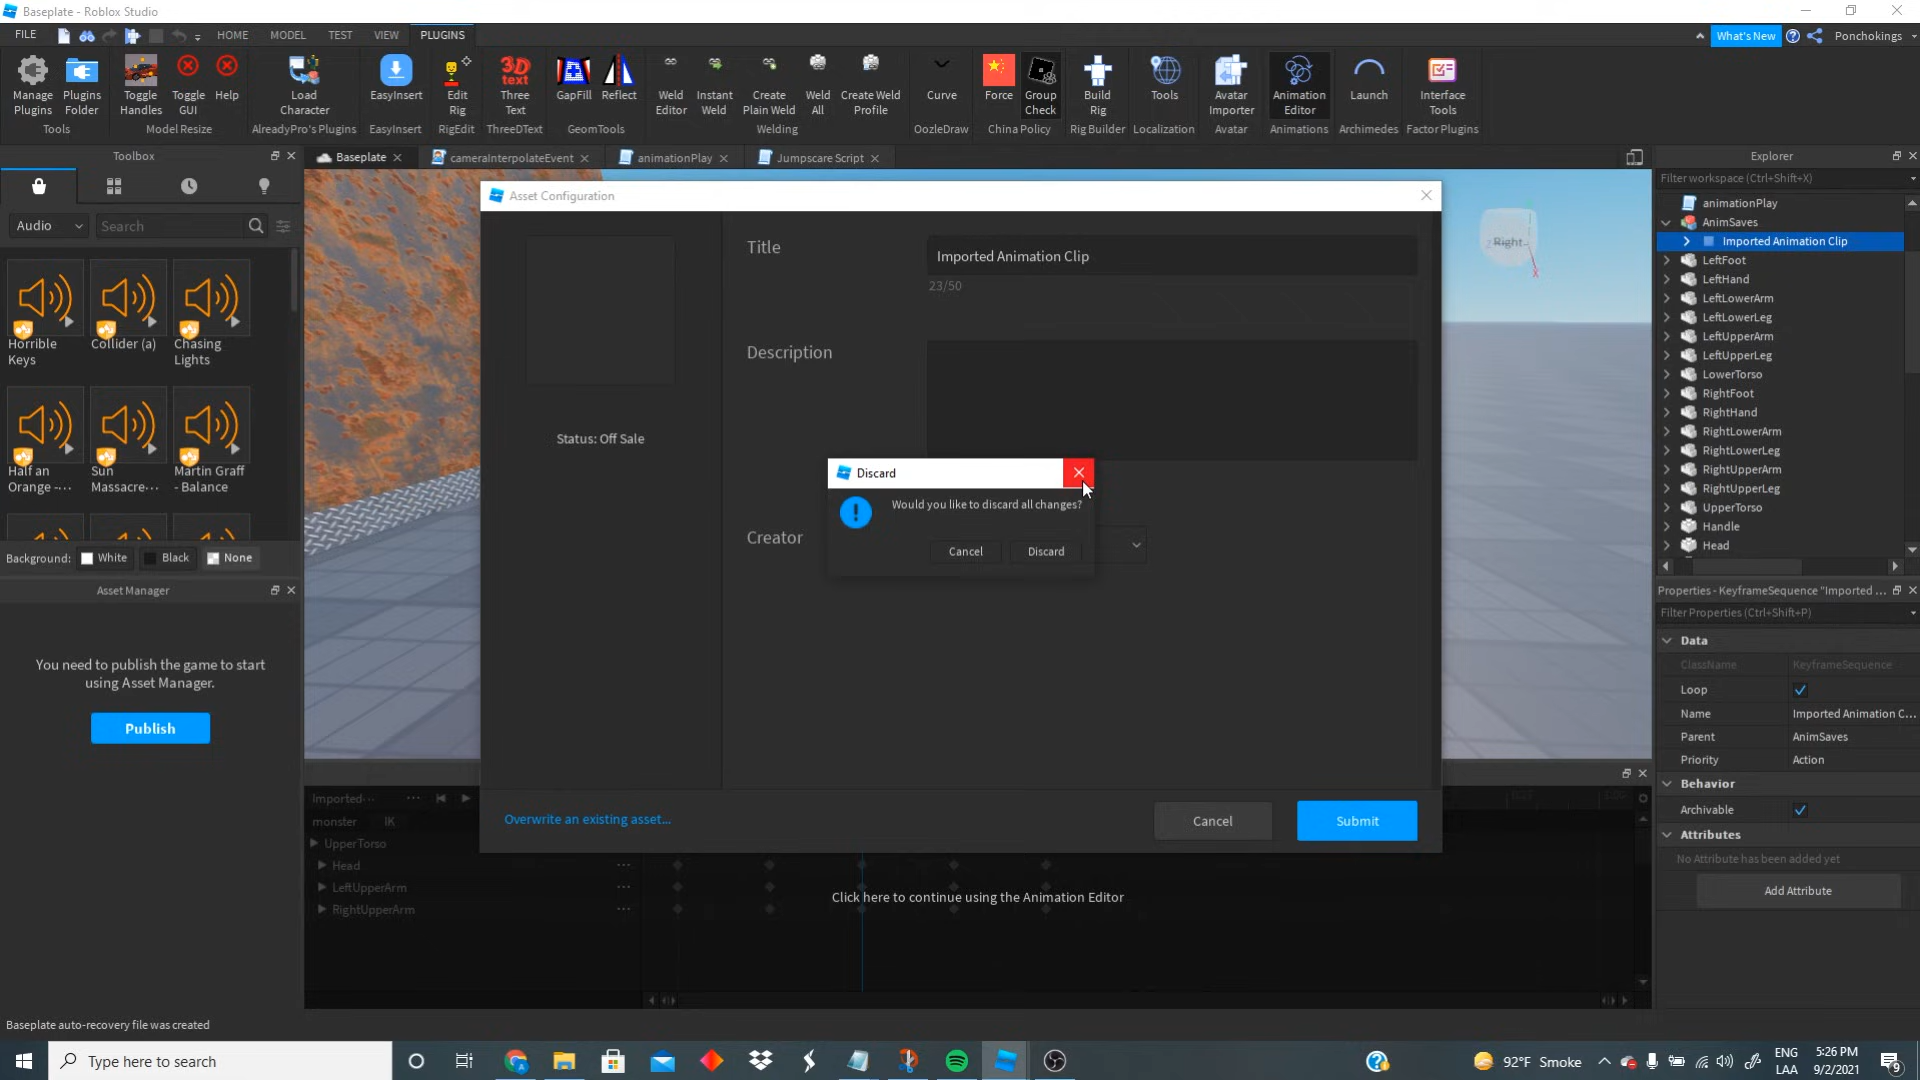 Baseplate - Roblox Studio
FILE
HOME
MODEL
TEST
VIEW
PLUGINS
What's New
Ponchokings
Manage Plugins
Plugins Folder
Toggle Handles
Toggle GUI
Help
Load Character
EasyInsert
Edit Rig
Three Text
GapFill
Reflect
Weld Editor
Instant Weld
Create Plain Weld
Weld All
Create Weld Profile
Curve
Force
Group Check
Build Rig
Tools
Avatar Importer
Animation Editor
Launch
Interface Tools
Tools
Model Resize
AlreadyPro's Plugins
EasyInsert
RigEdit
ThreeDText
GeomTools
Welding
OozleDraw
China Policy
Rig Builder
Localization
Avatar
Animations
Archimedes
Factor Plugins
Toolbox
Baseplate
cameraInterpolateEvent
animationPlay
Jumpscare Script
Audio
Search
Horrible Keys
Collider (a)
Chasing Lights
Half an Orange -···
Sun Massacre···
Martin Graff - Balance
Background:
White
Black
None
Asset Manager
You need to publish the game to start
using Asset Manager.
Publish
Asset Configuration
Title
Imported Animation Clip
23/50
Description
Status: Off Sale
Creator
Discard
Would you like to discard all changes?
Cancel
Discard
Overwrite an existing asset...
Cancel
Submit
Right
Imported···
monster
IK
UpperTorso
Head
LeftUpperArm
RightUpperArm
Click here to continue using the Animation Editor
Explorer
Filter workspace (Ctrl+Shift+X)
animationPlay
AnimSaves
Imported Animation Clip
LeftFoot
LeftHand
LeftLowerArm
LeftLowerLeg
LeftUpperArm
LeftUpperLeg
LowerTorso
RightFoot
RightHand
RightLowerArm
RightLowerLeg
RightUpperArm
RightUpperLeg
UpperTorso
Handle
Head
Properties - KeyframeSequence "Imported ...
Filter Properties (Ctrl+Shift+P)
Data
ClassName
KeyframeSequence
Loop
Name
Imported Animation C...
Parent
AnimSaves
Priority
Action
Behavior
Archivable
Attributes
No Attribute has been added yet
Add Attribute
Baseplate auto-recovery file was created
Type here to search
92°F Smoke
ENG
LAA
5:26 PM
9/2/2021
9